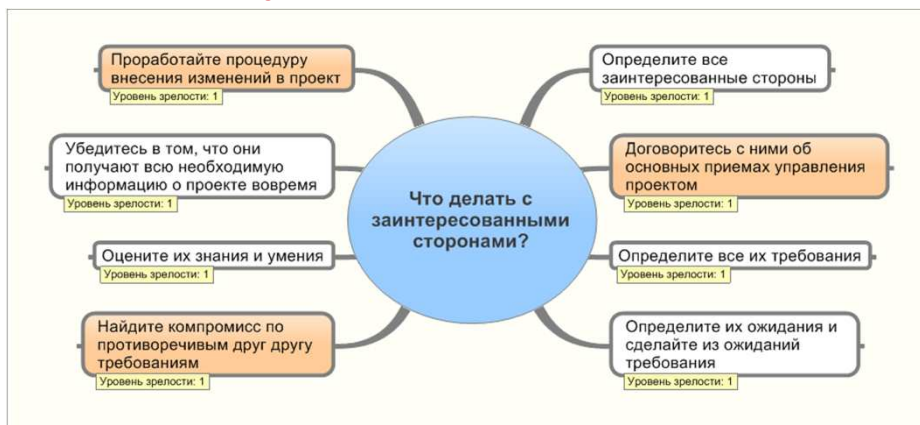 Проработайте процедуру
внесения изменений в проект
Уровень зрелости: 1
Убедитесь в том, что они
получают всю необходимую
информацию о проекте вовремя
Уровень зрелости: 1
Оцените их знания и умения
Уровень зрелости: 1
Найдите компромисс по
противоречивым друг другу
требованиям
Уровень зрелости: 1
Что делать с
заинтересованными
сторонами?
Определите все
заинтересованные стороны
Уровень зрелости: 1
Договоритесь с ними об
основных приемах управления
проектом
Уровень зрелости: 1
Определите все их требования
Уровень зрелости: 1
Определите их ожидания и
сделайте из ожиданий
требования
Уровень зрелости: 1